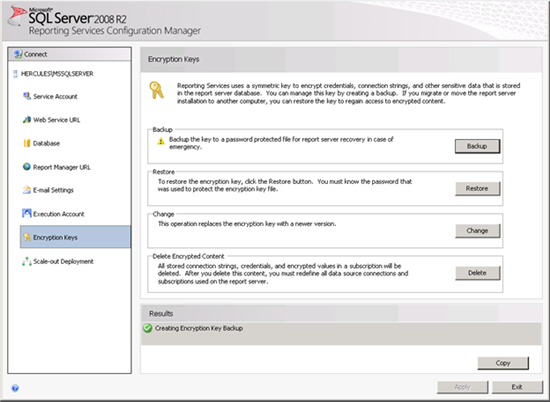 Microsoft
SQL Server 2008 R2
Reporting Services Configuration Manager
Connect
HERCULES\MSSQLSERVER
Service Account
Web Service URL
Database
Report Manager URL
E-mail Settings
Execution Account
Encryption Keys
Scale-out Deployment
Encryption Keys
Reporting Services uses a symmetric key to encrypt credentials, connection strings, and other sensitive data that is stored
in the report server database. You can manage this key by creating a backup. If you migrate or move the report server
installation to another computer, you can restore the key to regain access to encrypted content.
Backup
Backup the key to a password protected file for report server recovery in case of
emergency.
Backup
Restore
To restore the encryption key, click the Restore button. You must know the password that
was used to protect the encryption key file.
Restore
Change
This operation replaces the encryption key with a newer version.
Change
Delete Encrypted Content
All stored connection strings, credentials, and encrypted values in a subscription will be
deleted. After you delete this content, you must redefine all data source connections and
subscriptions used on the report server.
Delete
Results
Creating Encryption Key Backup
Copy
Apply
Exit